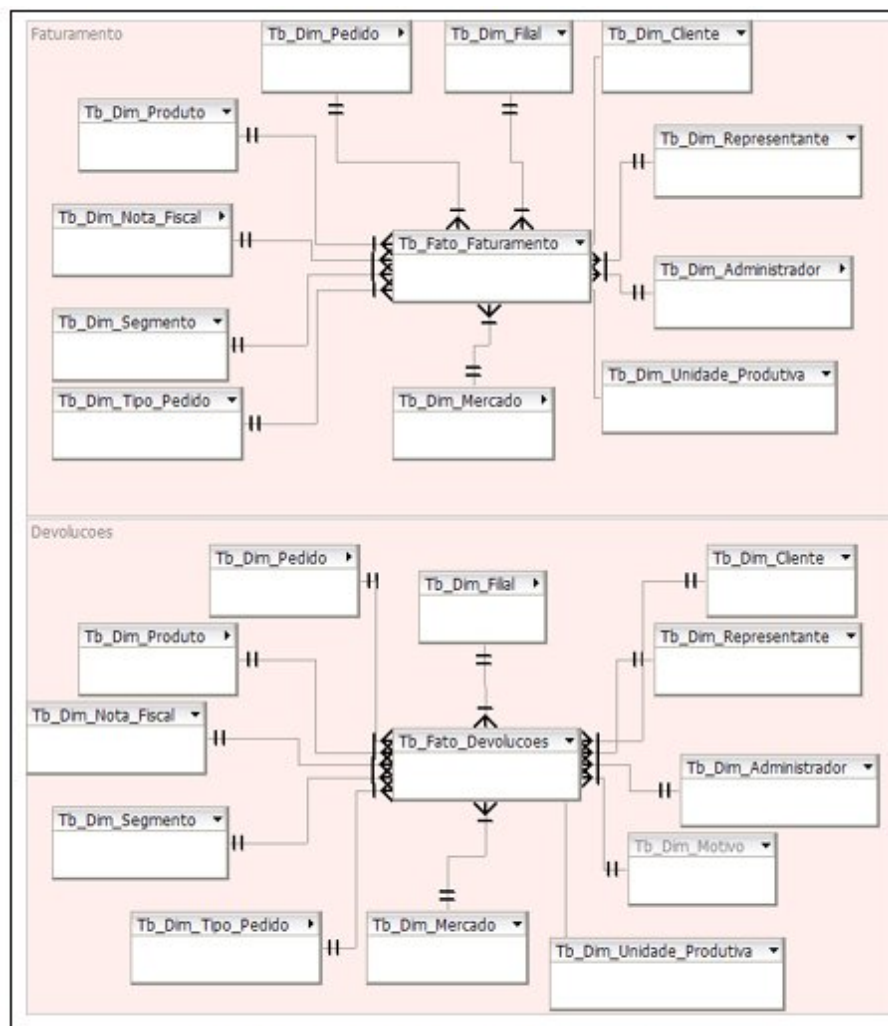 Faturamento
Tb_Dim_Pedido
Tb_Dim_Filial
Tb_Dim_Cliente
Tb_Dim_Produto
Tb_Dim_Representante
Tb_Dim_Nota_Fiscal
Tb_Fato_Faturamento
Tb_Dim_Administrador
Tb_Dim_Segmento
Tb_Dim_Unidade_Produtiva
Tb_Dim_Tipo_Pedido
Tb_Dim_Mercado
Devolucoes
Tb_Dim_Pedido
Tb_Dim_Filial
Tb_Dim_Cliente
Tb_Dim_Produto
Tb_Dim_Representante
Tb_Dim_Nota_Fiscal
Tb_Fato_Devolucoes
Tb_Dim_Administrador
Tb_Dim_Segmento
Tb_Dim_Motivo
Tb_Dim_Tipo_Pedido
Tb_Dim_Mercado
Tb_Dim_Unidade_Produtiva